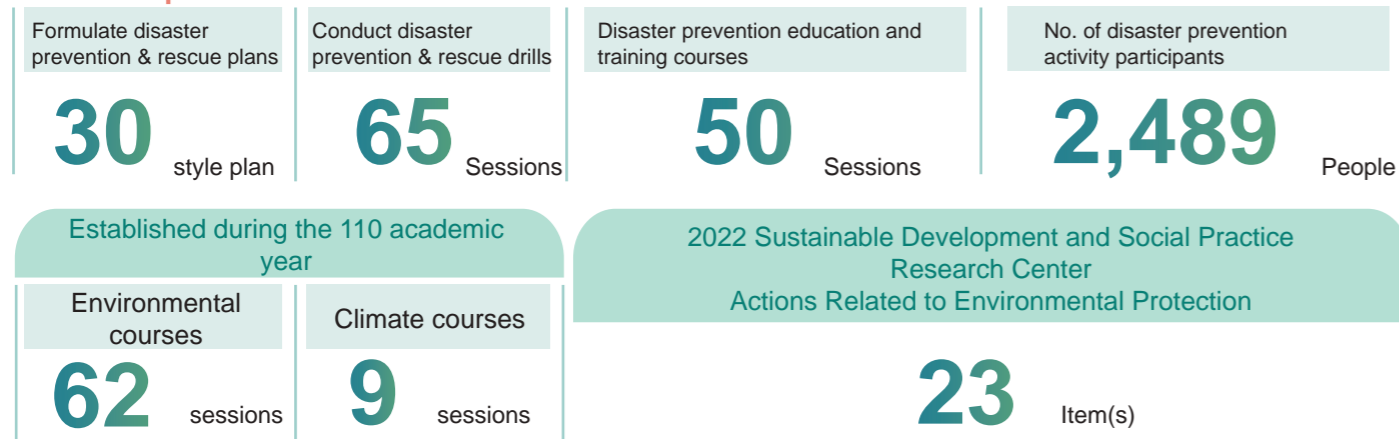 Formulate disaster
prevention & rescue plans
30 style plan
Conduct disaster
prevention & rescue drills
65 Sessions
Disaster prevention education and
training courses
50 Sessions
No. of disaster prevention
activity participants
2,489 People
Established during the 110 academic
year
Environmental
courses
62 sessions
Climate courses
9 sessions
2022 Sustainable Development and Social Practice
Research Center
Actions Related to Environmental Protection
23 Item(s)